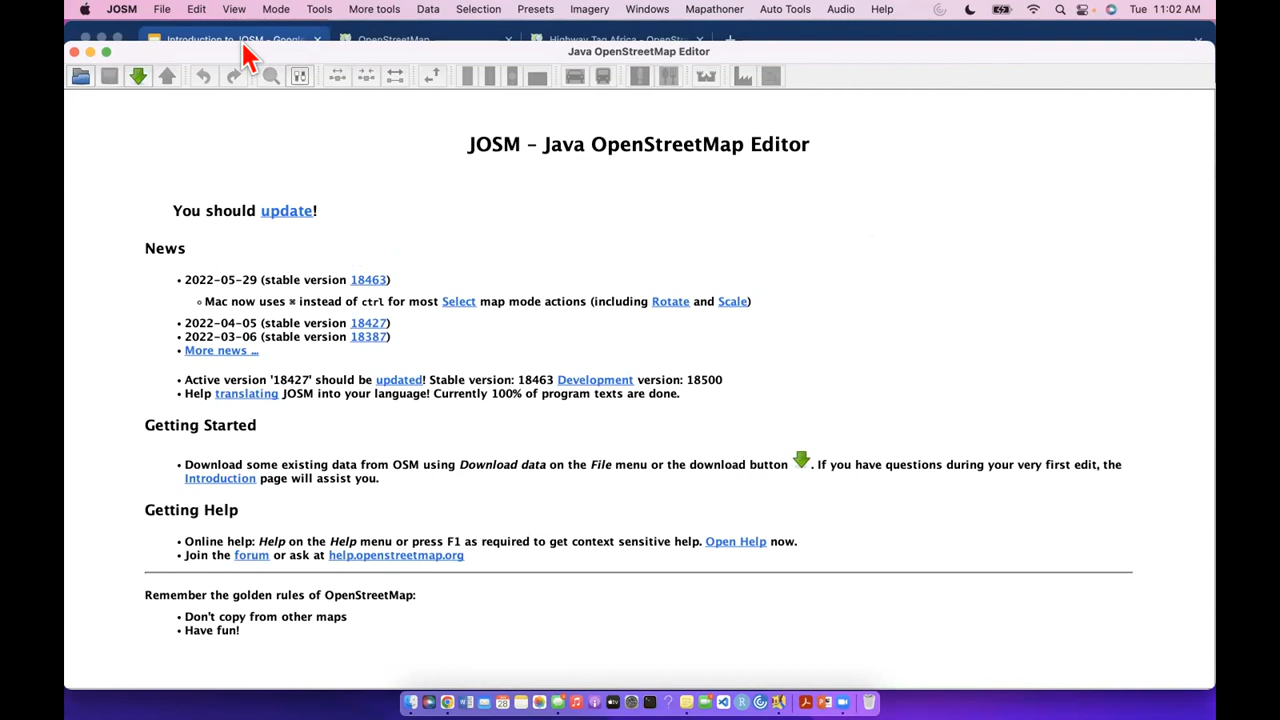 JOSM File Edit View Mode Tools More tools Data Selection Presets Imagery Windows Mapathoner Auto Tools Audio Help Tue 11:02 AM
Introduction to JOSM - Google OpenStreetMap Highway Tag Africa - OpenStr
Java OpenStreetMap Editor
JOSM – Java OpenStreetMap Editor
You should update!
News
• 2022-05-29 (stable version 18463)
Mac now uses ⌘ instead of ctrl for most Select map mode actions (including Rotate and Scale)
• 2022-04-05 (stable version 18427)
• 2022-03-06 (stable version 18387)
• More news ...
• Active version '18427' should be updated! Stable version: 18463 Development version: 18500
• Help translating JOSM into your language! Currently 100% of program texts are done.
Getting Started
• Download some existing data from OSM using Download data on the File menu or the download button . If you have questions during your very first edit, the
Introduction page will assist you.
Getting Help
• Online help: Help on the Help menu or press F1 as required to get context sensitive help. Open Help now.
• Join the forum or ask at help.openstreetmap.org
Remember the golden rules of OpenStreetMap:
• Don't copy from other maps
• Have fun!